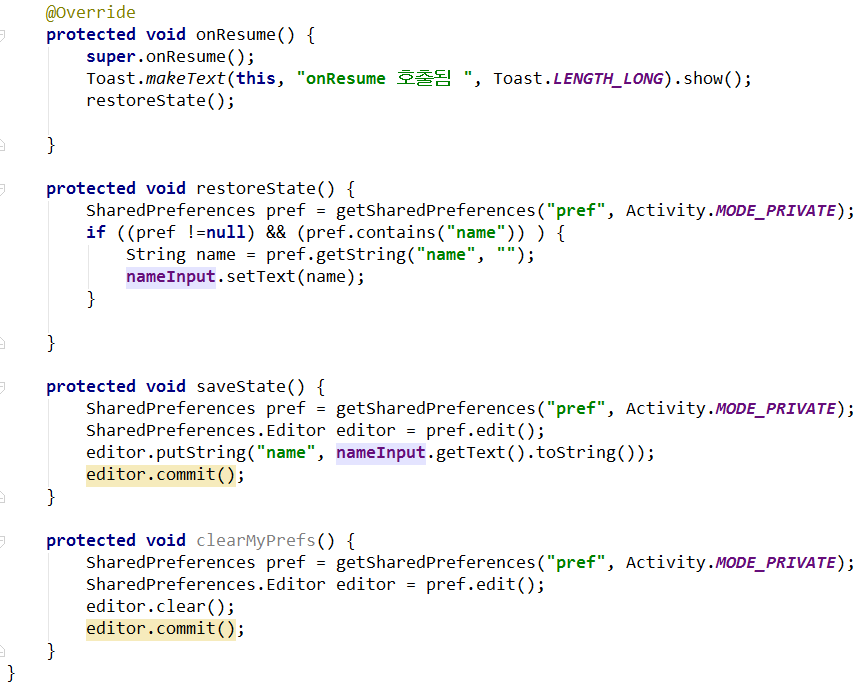 @Override
protected void onResume() {
super.onResume();
Toast.makeText(this, "onResume 호출됨 ", Toast.LENGTH_LONG).show();
restoreState();
}
protected void restoreState() {
SharedPreferences pref = getSharedPreferences("pref", Activity.MODE_PRIVATE);
if ((pref !=null) && (pref.contains("name")) ) {
String name = pref.getString("name", "");
nameInput.setText(name);
}
}
protected void saveState() {
SharedPreferences pref = getSharedPreferences("pref", Activity.MODE_PRIVATE);
SharedPreferences.Editor editor = pref.edit();
editor.putString("name", nameInput.getText().toString());
editor.commit();
}
protected void clearMyPrefs() {
SharedPreferences pref = getSharedPreferences("pref", Activity.MODE_PRIVATE);
SharedPreferences.Editor editor = pref.edit();
editor.clear();
editor.commit();
}
}